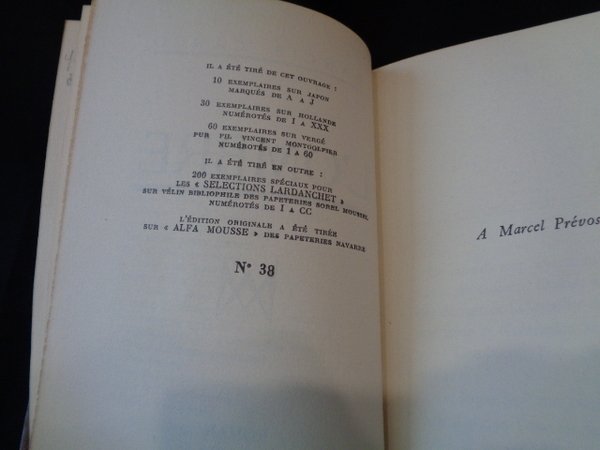 IL A ÉTÉ TIRÉ DE CET OUVRAGE :
10 EXEMPLAIRES SUR JAPON
MARQUÉS DE A A J
30 EXEMPLAIRES SUR HOLLANDE
NUMÉROTÉS DE I A XXX
60 EXEMPLAIRES SUR VERGÉ
PUR FIL VINCENT MONTGOLFIER
NUMÉROTÉS DE 1 A 60
IL A ÉTÉ TIRÉ EN OUTRE :
200 EXEMPLAIRES SPÉCIAUX POUR
LES « SELECTIONS LARDANCHET »
SUR VÉLIN BIBLIOPHILE DES PAPETERIES SOREL MOUSSEL
NUMÉROTÉS DE I A CC
L'ÉDITION ORIGINALE A ÉTÉ TIRÉE
SUR « ALFA MOUSSE » DES PAPETERIES NAVARRE
N° 38
A Marcel Prévos